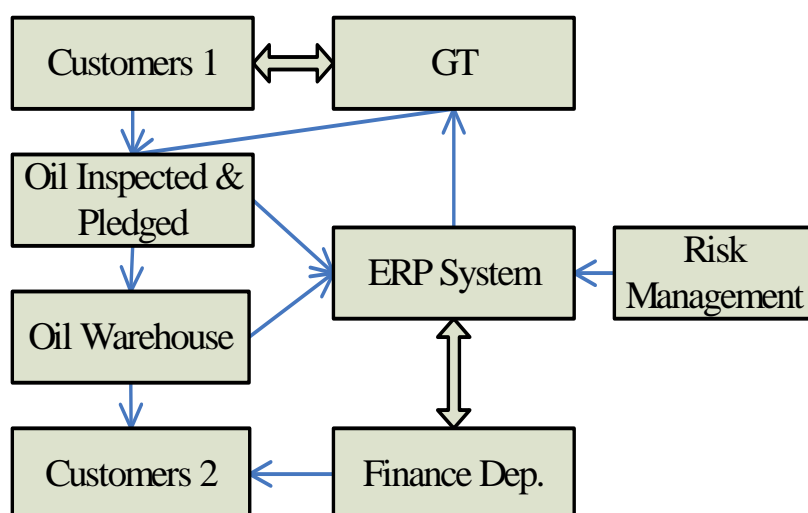 Customers 1
GT
Oil Inspected &
Pledged
ERP System
Risk
Management
Oil Warehouse
Customers 2
Finance Dep.